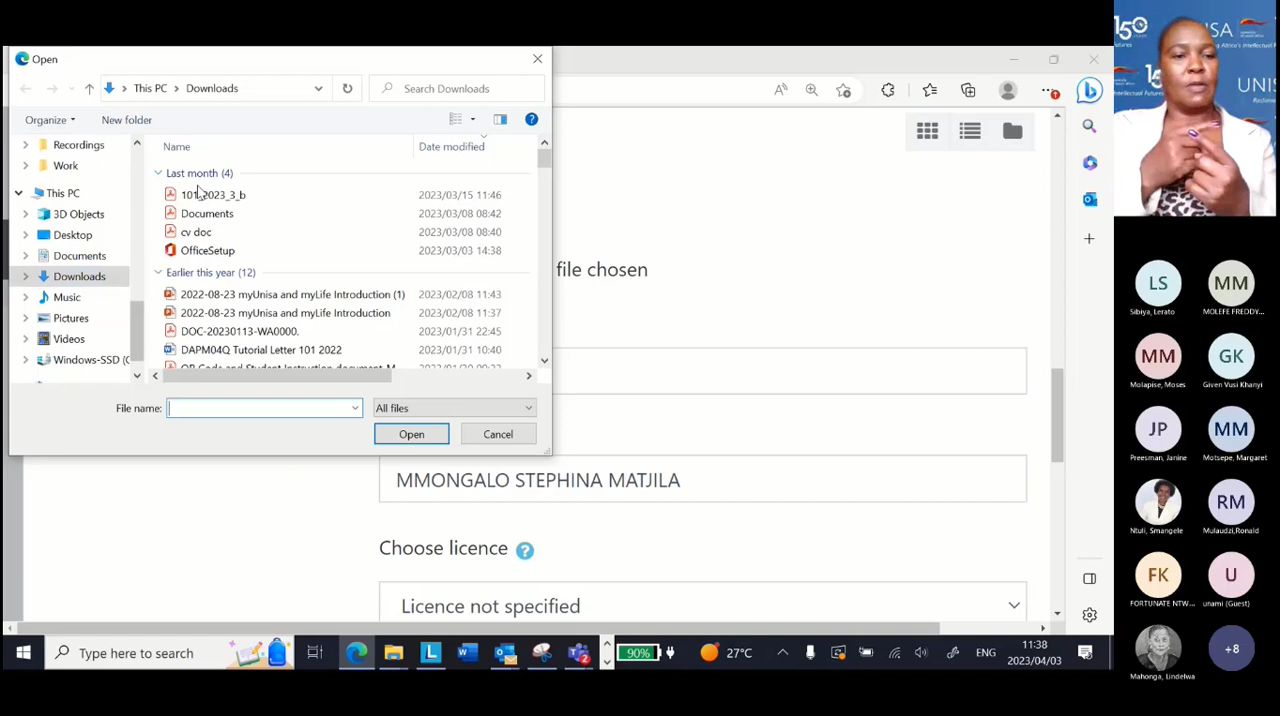 Open
This PC
Downloads
Search Downloads
Organize
New folder
Recordings
Work
This PC
3D Objects
Desktop
Documents
Downloads
Music
Pictures
Videos
Windows-SSD (C
Name
Date modified
Last month (4)
101_2023_3_b 2023/03/15 11:46
Documents 2023/03/08 08:42
cv doc 2023/03/08 08:40
OfficeSetup 2023/03/03 14:38
Earlier this year (12)
2022-08-23 myUnisa and myLife Introduction (1) 2023/02/08 11:43
2022-08-23 myUnisa and myLife Introduction 2023/02/08 11:37
DOC-20230113-WA0000. 2023/01/31 22:45
DAPM04Q Tutorial Letter 101 2022 2023/01/31 10:40
File name:
All files
Open
Cancel
file chosen
MMONGALO STEPHINA MATJILA
Choose licence
Licence not specified
Type here to search
90%
27°C
ENG
11:38
2023/04/03
UNIS
LS
Sibiya, Lerato
MM
MOLEFE FREDDY...
MM
Molapise, Moses
GK
Given Vusi Khanyi
JP
Preesman, Janine
MM
Motsepe, Margaret
Ntuli, Smangele
RM
Mulaudzi,Ronald
FK
FORTUNATE NTW...
U
unami (Guest)
Mahonga, Lindelwa
+8